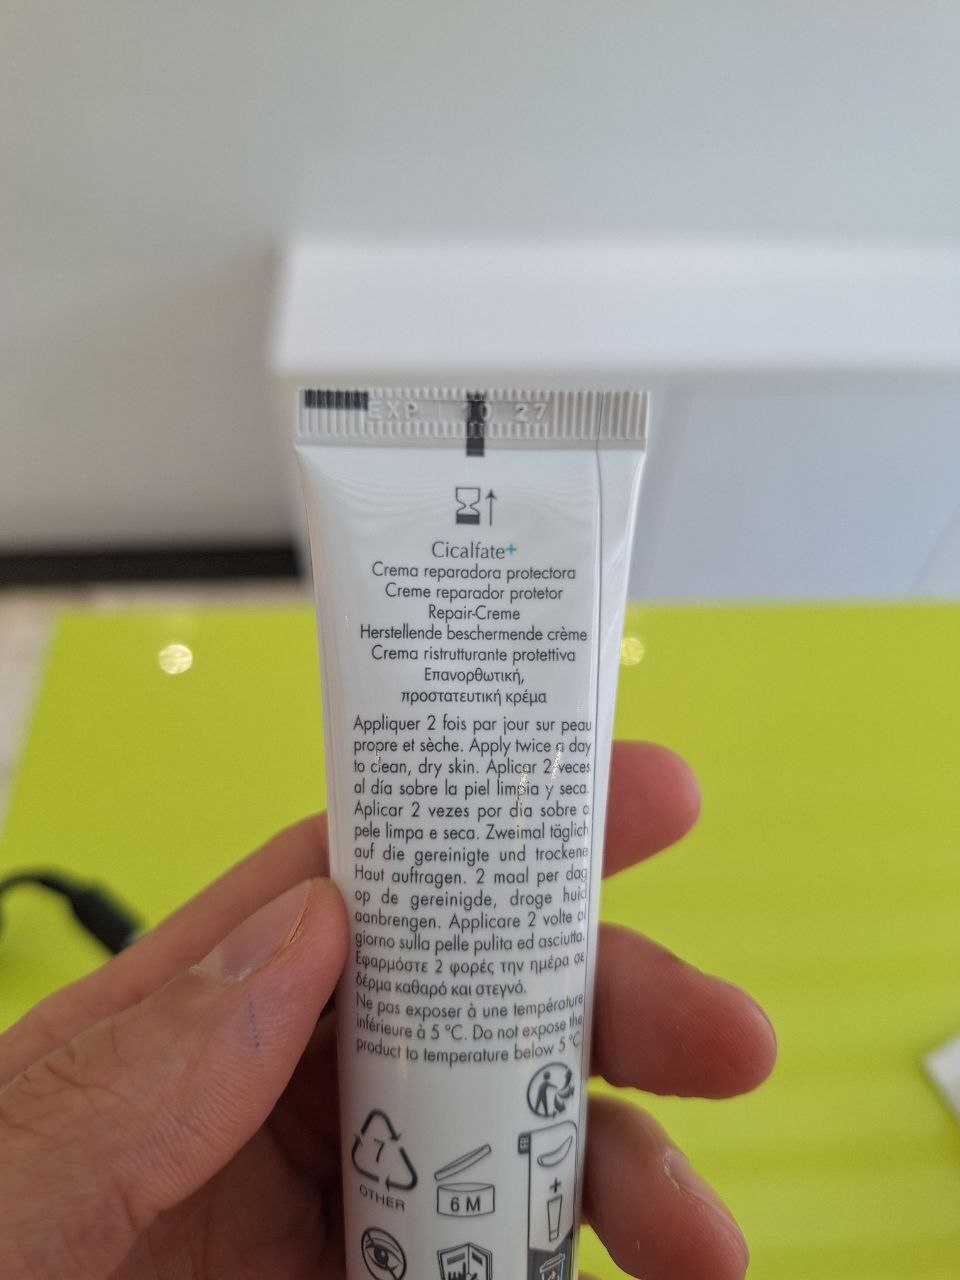 EXP 10 27
Cicalfate+
Crema reparadora protectora
Creme reparador protetor
Repair-Creme
Herstellende beschermende crème
Crema ristrutturante protettiva
Επανορθωτική,
προστατευτική κρέμα
Appliquer 2 fois par jour sur peau
propre et sèche. Apply twice a day
to clean, dry skin. Aplicar 2 veces
al día sobre la piel limpia y seca.
Aplicar 2 vezes por dia sobre a
pele limpa e seca. Zweimal täglich
auf die gereinigte und trockene
Haut auftragen. 2 maal per dag
op de gereinigde, droge huid
aanbrengen. Applicare 2 volte al
giorno sulla pelle pulita ed asciutta.
Εφαρμόστε 2 φορές την ημέρα σε
δέρμα καθαρό και στεγνό.
Ne pas exposer à une température
inférieure à 5 °C. Do not expose the
product to temperature below 5 °C.
FR
7
OTHER
6 M